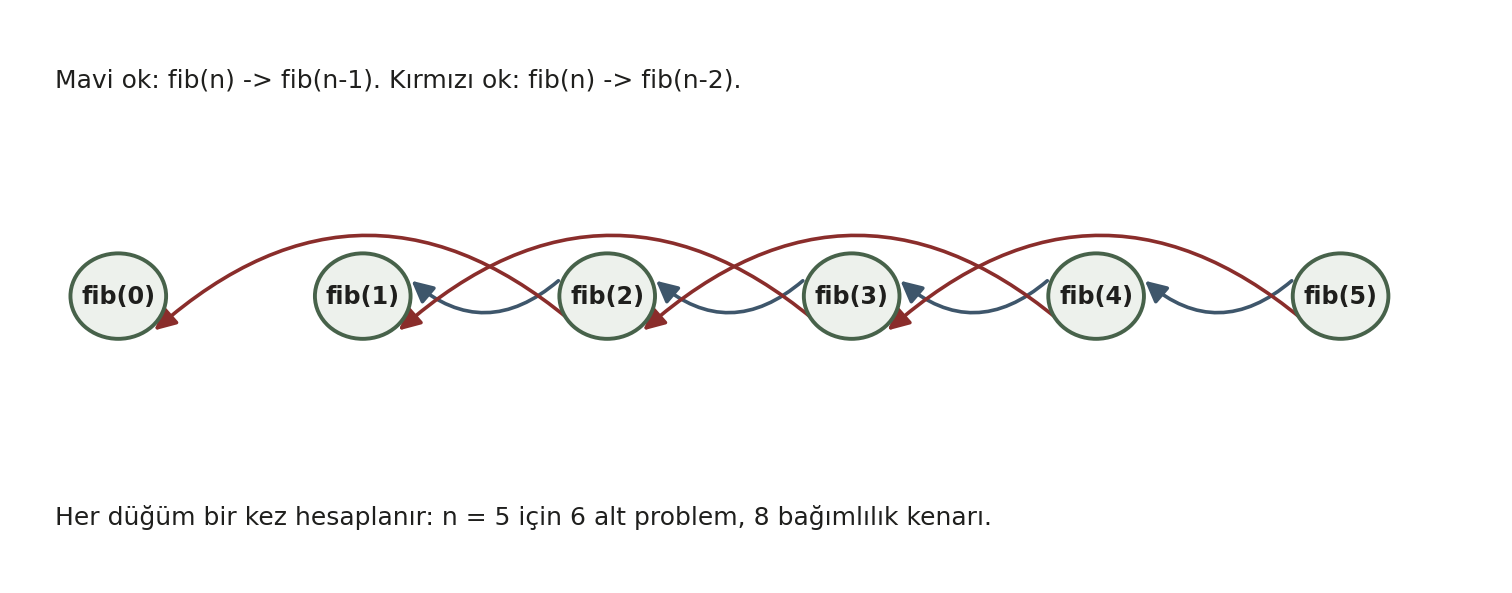 Mavi ok: fib(n) -> fib(n-1). Kırmızı ok: fib(n) -> fib(n-2).
fib(0) fib(1) fib(2) fib(3) fib(4) fib(5)
Her düğüm bir kez hesaplanır: n = 5 için 6 alt problem, 8 bağımlılık kenarı.